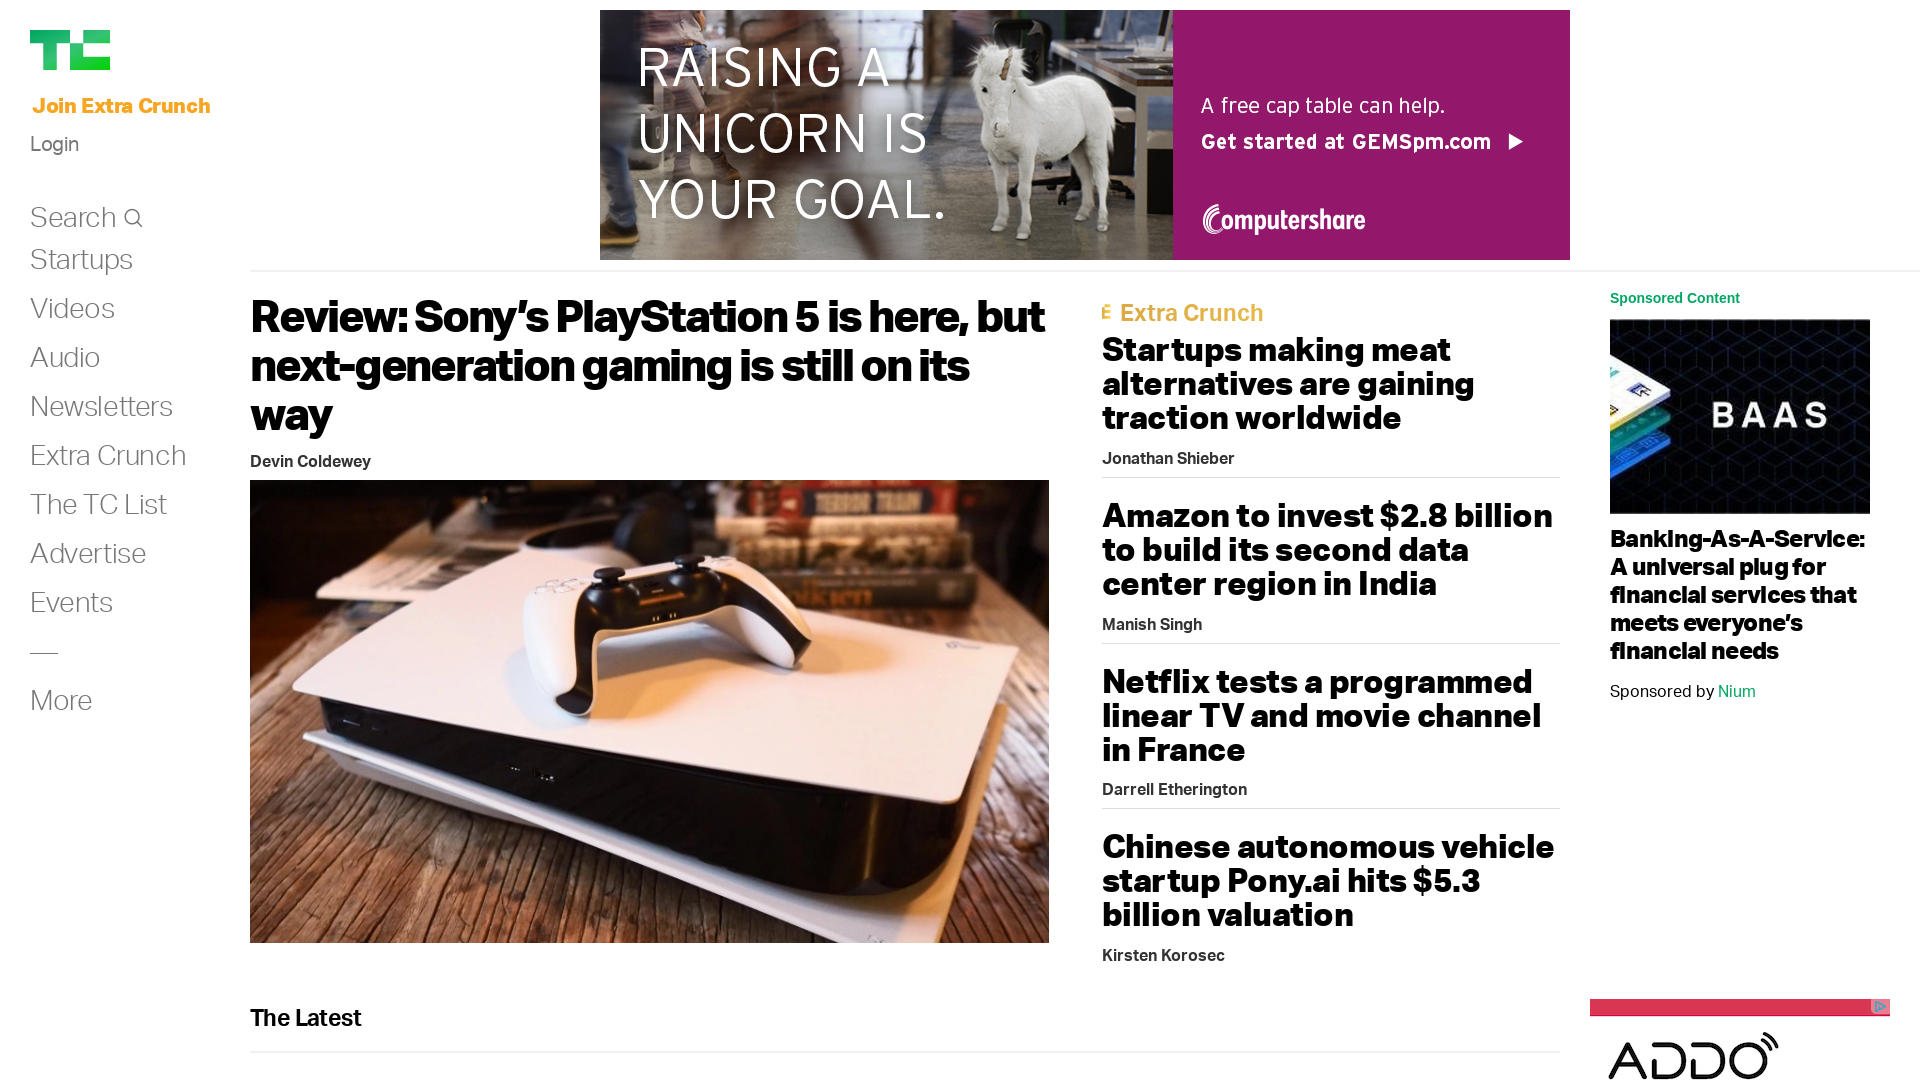 TC
Join Extra Crunch
Login
Search
Startups
Videos
Audio
Newsletters
Extra Crunch
The TC List
Advertise
Events
—
More
RAISING A
UNICORN IS
YOUR GOAL.
A free cap table can help.
Get started at GEMSpm.com
Computershare
Review: Sony’s PlayStation 5 is here, but
next-generation gaming is still on its
way
Devin Coldewey
TERROR TRAIN
Extra Crunch
Startups making meat
alternatives are gaining
traction worldwide
Jonathan Shieber
Amazon to invest $2.8 billion
to build its second data
center region in India
Manish Singh
Netflix tests a programmed
linear TV and movie channel
in France
Darrell Etherington
Chinese autonomous vehicle
startup Pony.ai hits $5.3
billion valuation
Kirsten Korosec
Sponsored Content
BAAS
Banking-As-A-Service:
A universal plug for
financial services that
meets everyone’s
financial needs
Sponsored by Nium
The Latest
ADDO